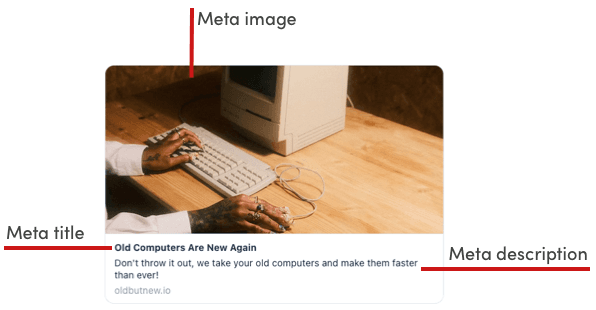 Meta image
Meta title
Old Computers Are New Again
Don't throw it out, we take your old computers and make them faster
than ever!
Meta description
oldbutnew.io